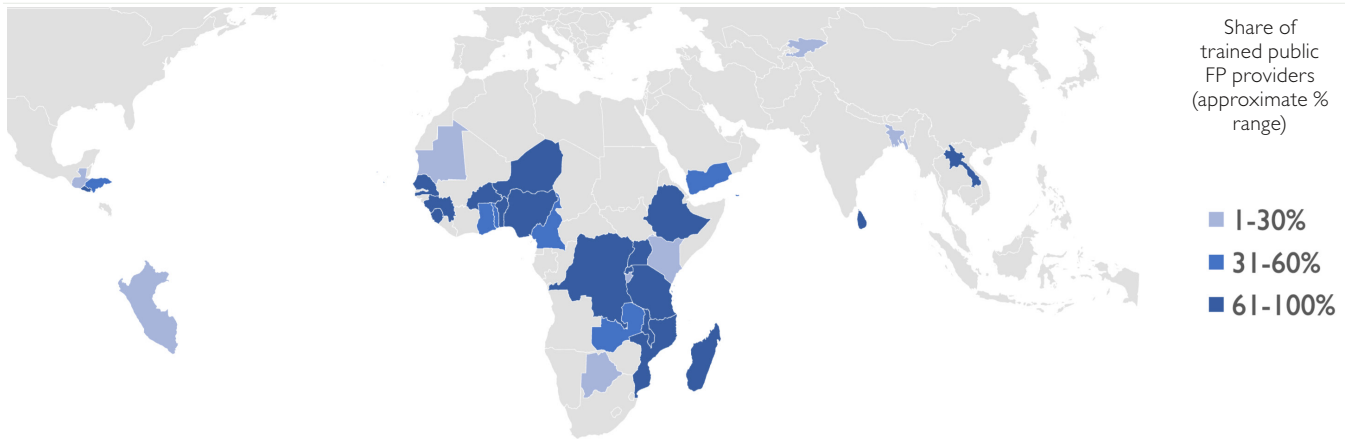 Share of
trained public
FP providers
(approximate %
range)
1-30%
31-60%
61-100%